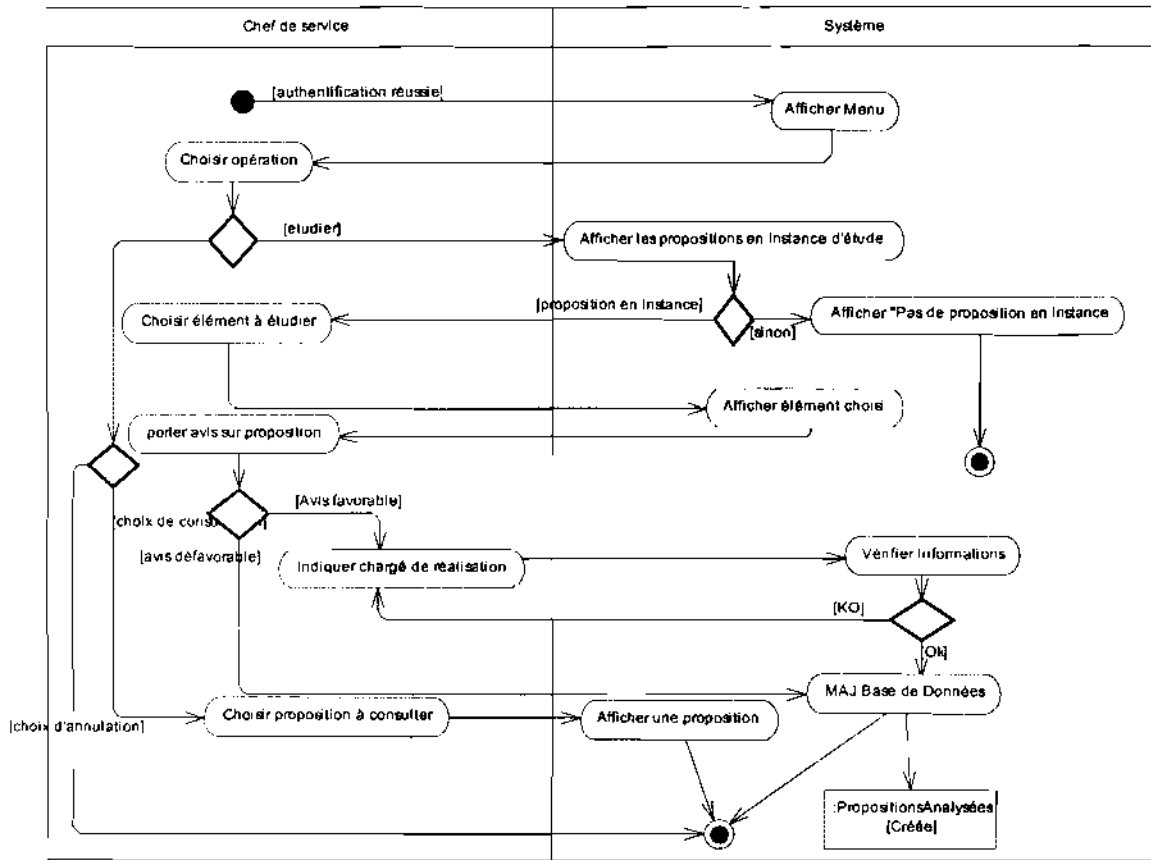 Chef de service
Système
[authentification réussie]
Afficher Menu
Choisir opération
[etudier]
Afficher les propositions en Instance d'étude
[proposition en Instance]
Choisir élément à étudier
Afficher "Pas de proposition en Instance
[sinon]
Afficher élément choisi
porter avis sur proposition
[Avis favorable]
[choix de
[avis défavorable]
Indiquer chargé de réalisation
Vérifier Informations
[KO]
Ok]
MAJ Base de Données
Choisir proposition à consulter
Afficher une proposition
[choix d'annulation]
:PropositionsAnalysées
[Créée]